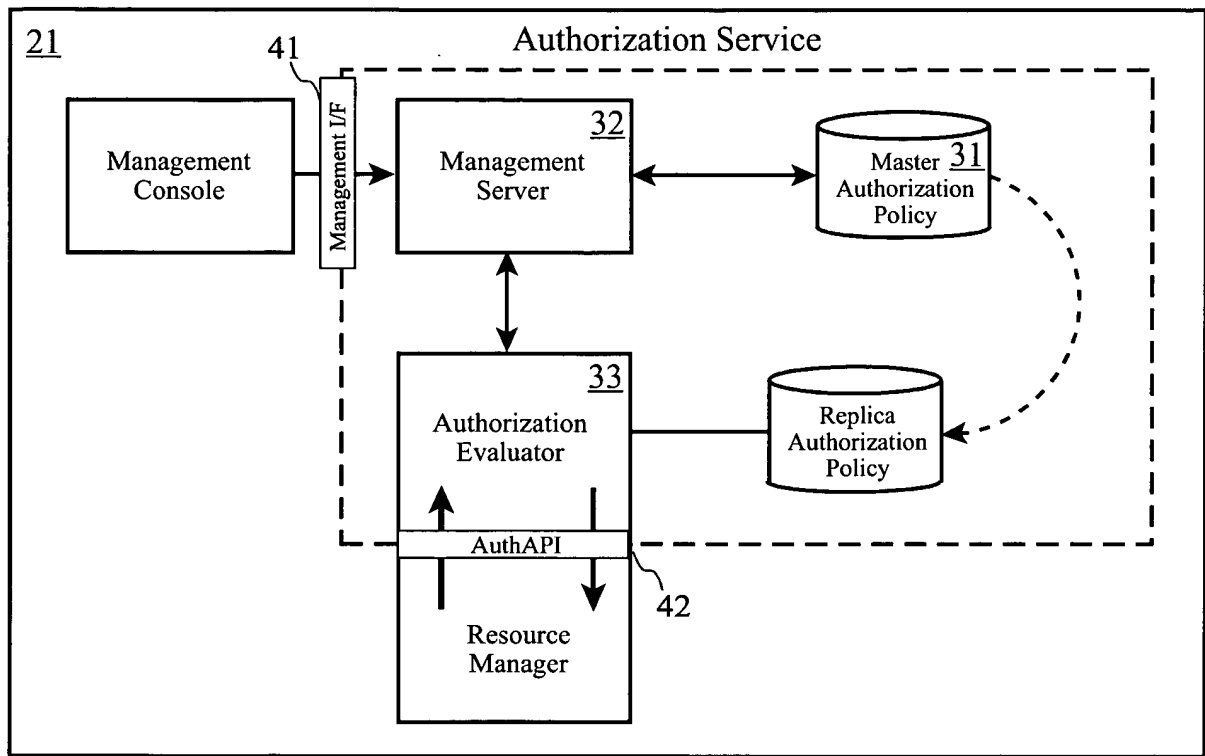 21
Authorization Service
41
Management
Console
Management I/F
32
Management
Server
31
Master
Authorization
Policy
33
Authorization
Evaluator
Replica
Authorization
Policy
AuthAPI
42
Resource
Manager